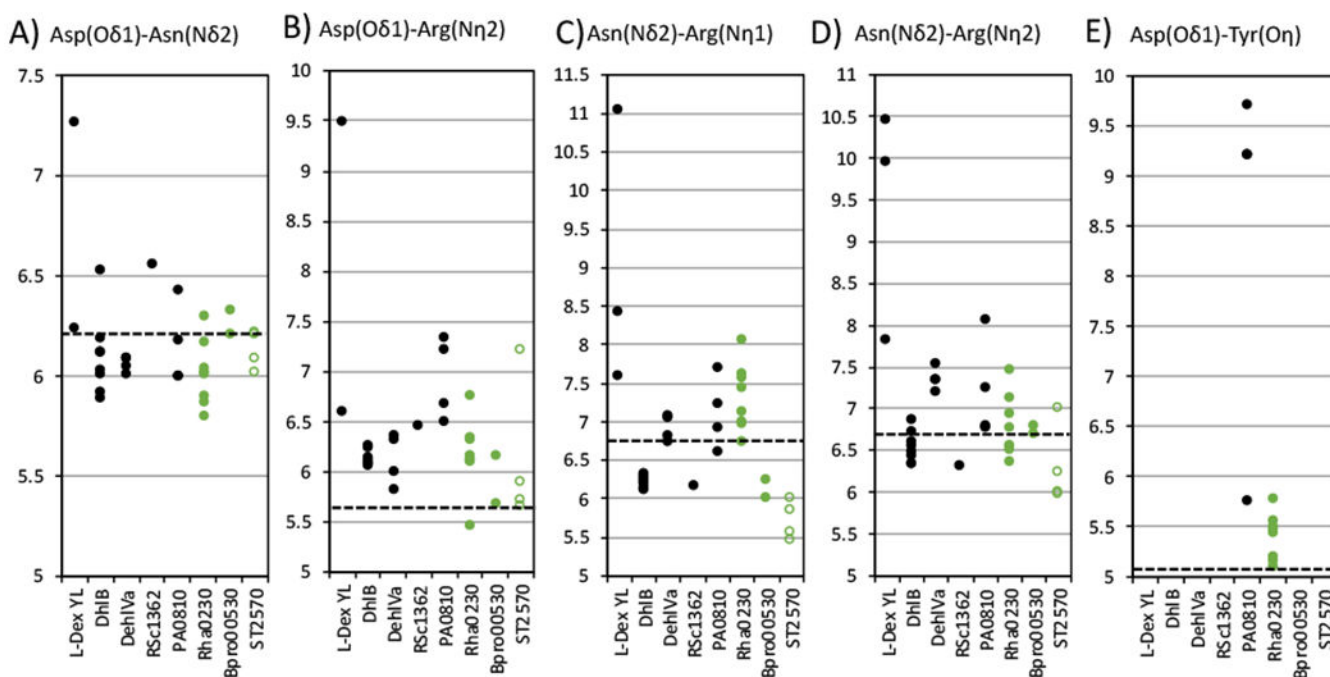 A) Asp(Oδ1)-Asn(Nδ2)
7.5
7
6.5
6
5.5
5
L-Dex YL
DhlB
DehIVa
RSc1362
PA0810
Rha0230
Bpro00530
ST2570
B) Asp(Oδ1)-Arg(Nη2)
10
9.5
9
8.5
8
7.5
7
6.5
6
5.5
5
L-Dex YL
DhlB
DehIVa
RSc1362
PA0810
Rha0230
Bpro00530
ST2570
C) Asn(Nδ2)-Arg(Nη1)
11.5
11
10.5
10
9.5
9
8.5
8
7.5
7
6.5
6
5.5
5
L-Dex YL
DhlB
DehIVa
RSc1362
PA0810
Rha0230
Bpro00530
ST2570
D) Asn(Nδ2)-Arg(Nη2)
11
10.5
10
9.5
9
8.5
8
7.5
7
6.5
6
5.5
5
L-Dex YL
DhlB
DehIVa
RSc1362
PA0810
Rha0230
Bpro00530
ST2570
E) Asp(Oδ1)-Tyr(Oη)
10
9.5
9
8.5
8
7.5
7
6.5
6
5.5
5
L-Dex YL
DhlB
DehIVa
RSc1362
PA0810
Rha0230
Bpro00530
ST2570